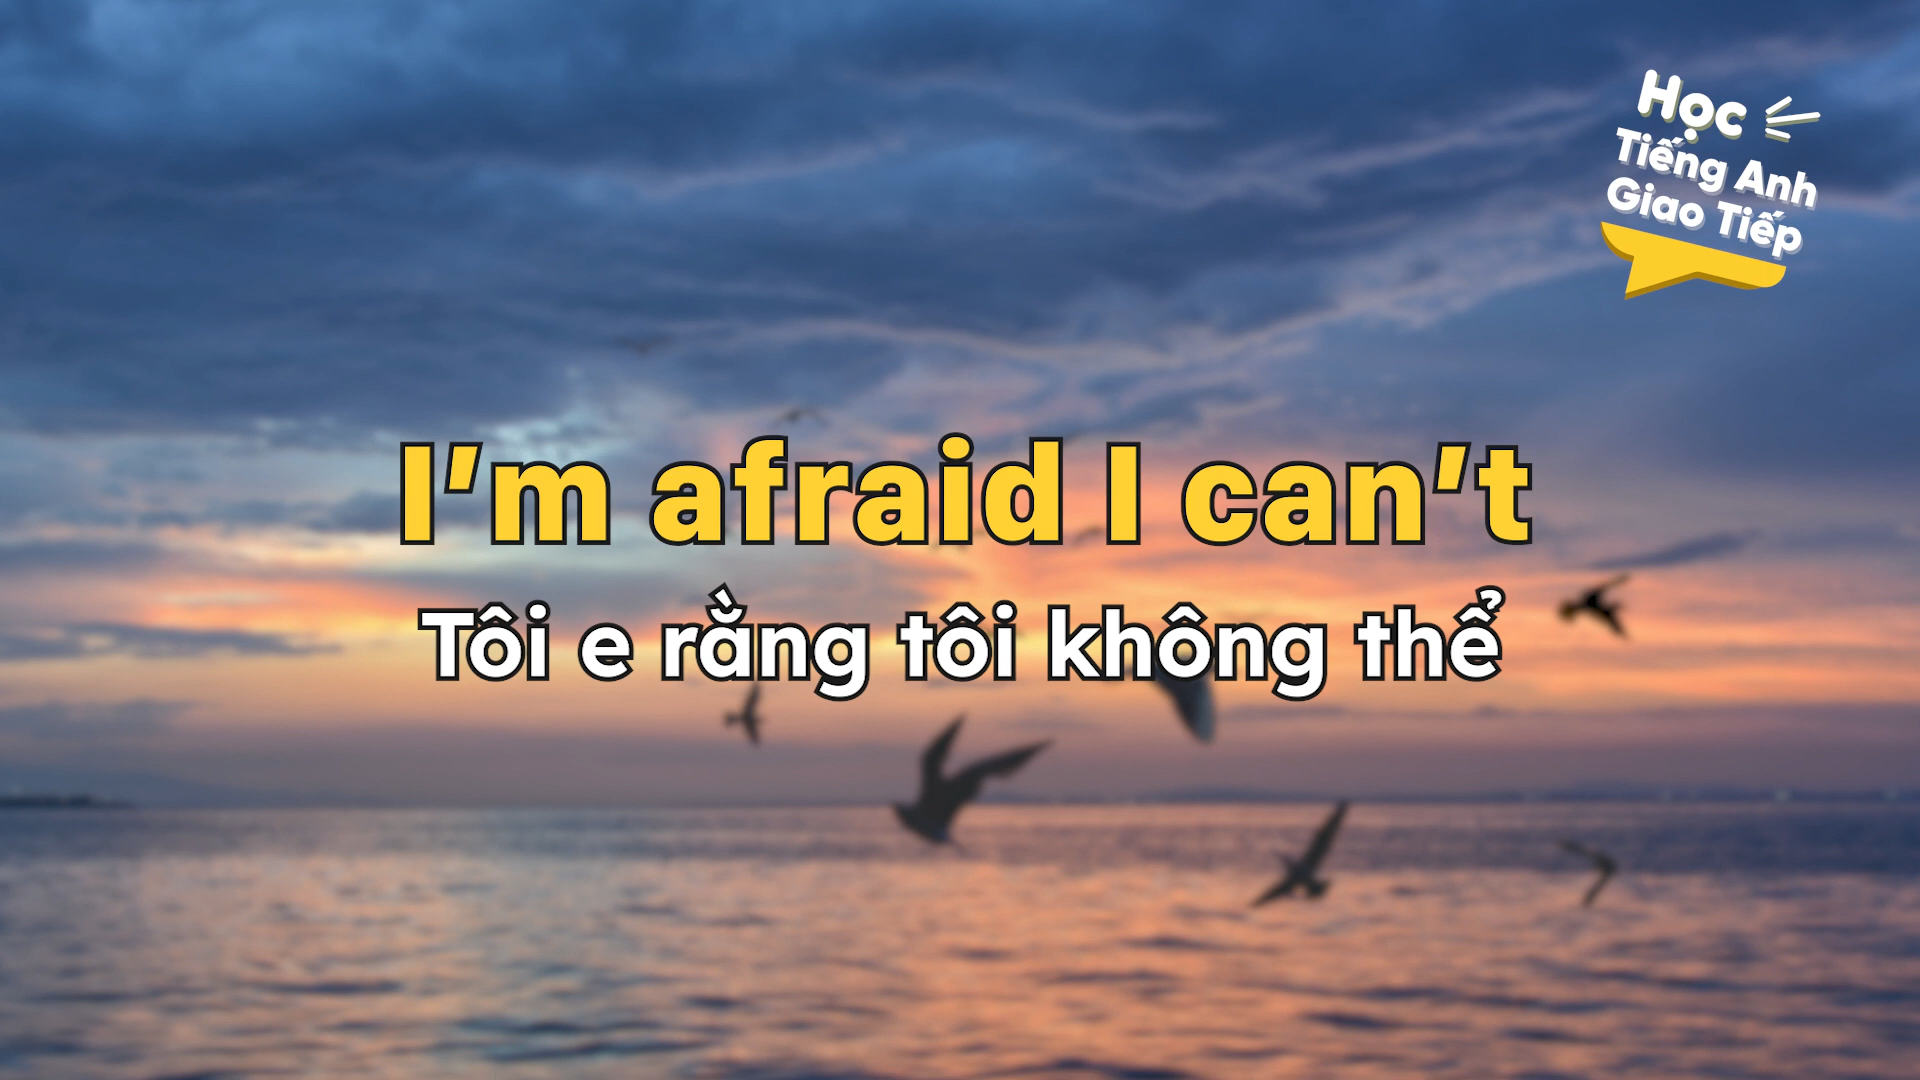 Học
Tiếng Anh
Giao Tiếp
I’m afraid I can’t
Tôi e rằng tôi không thể